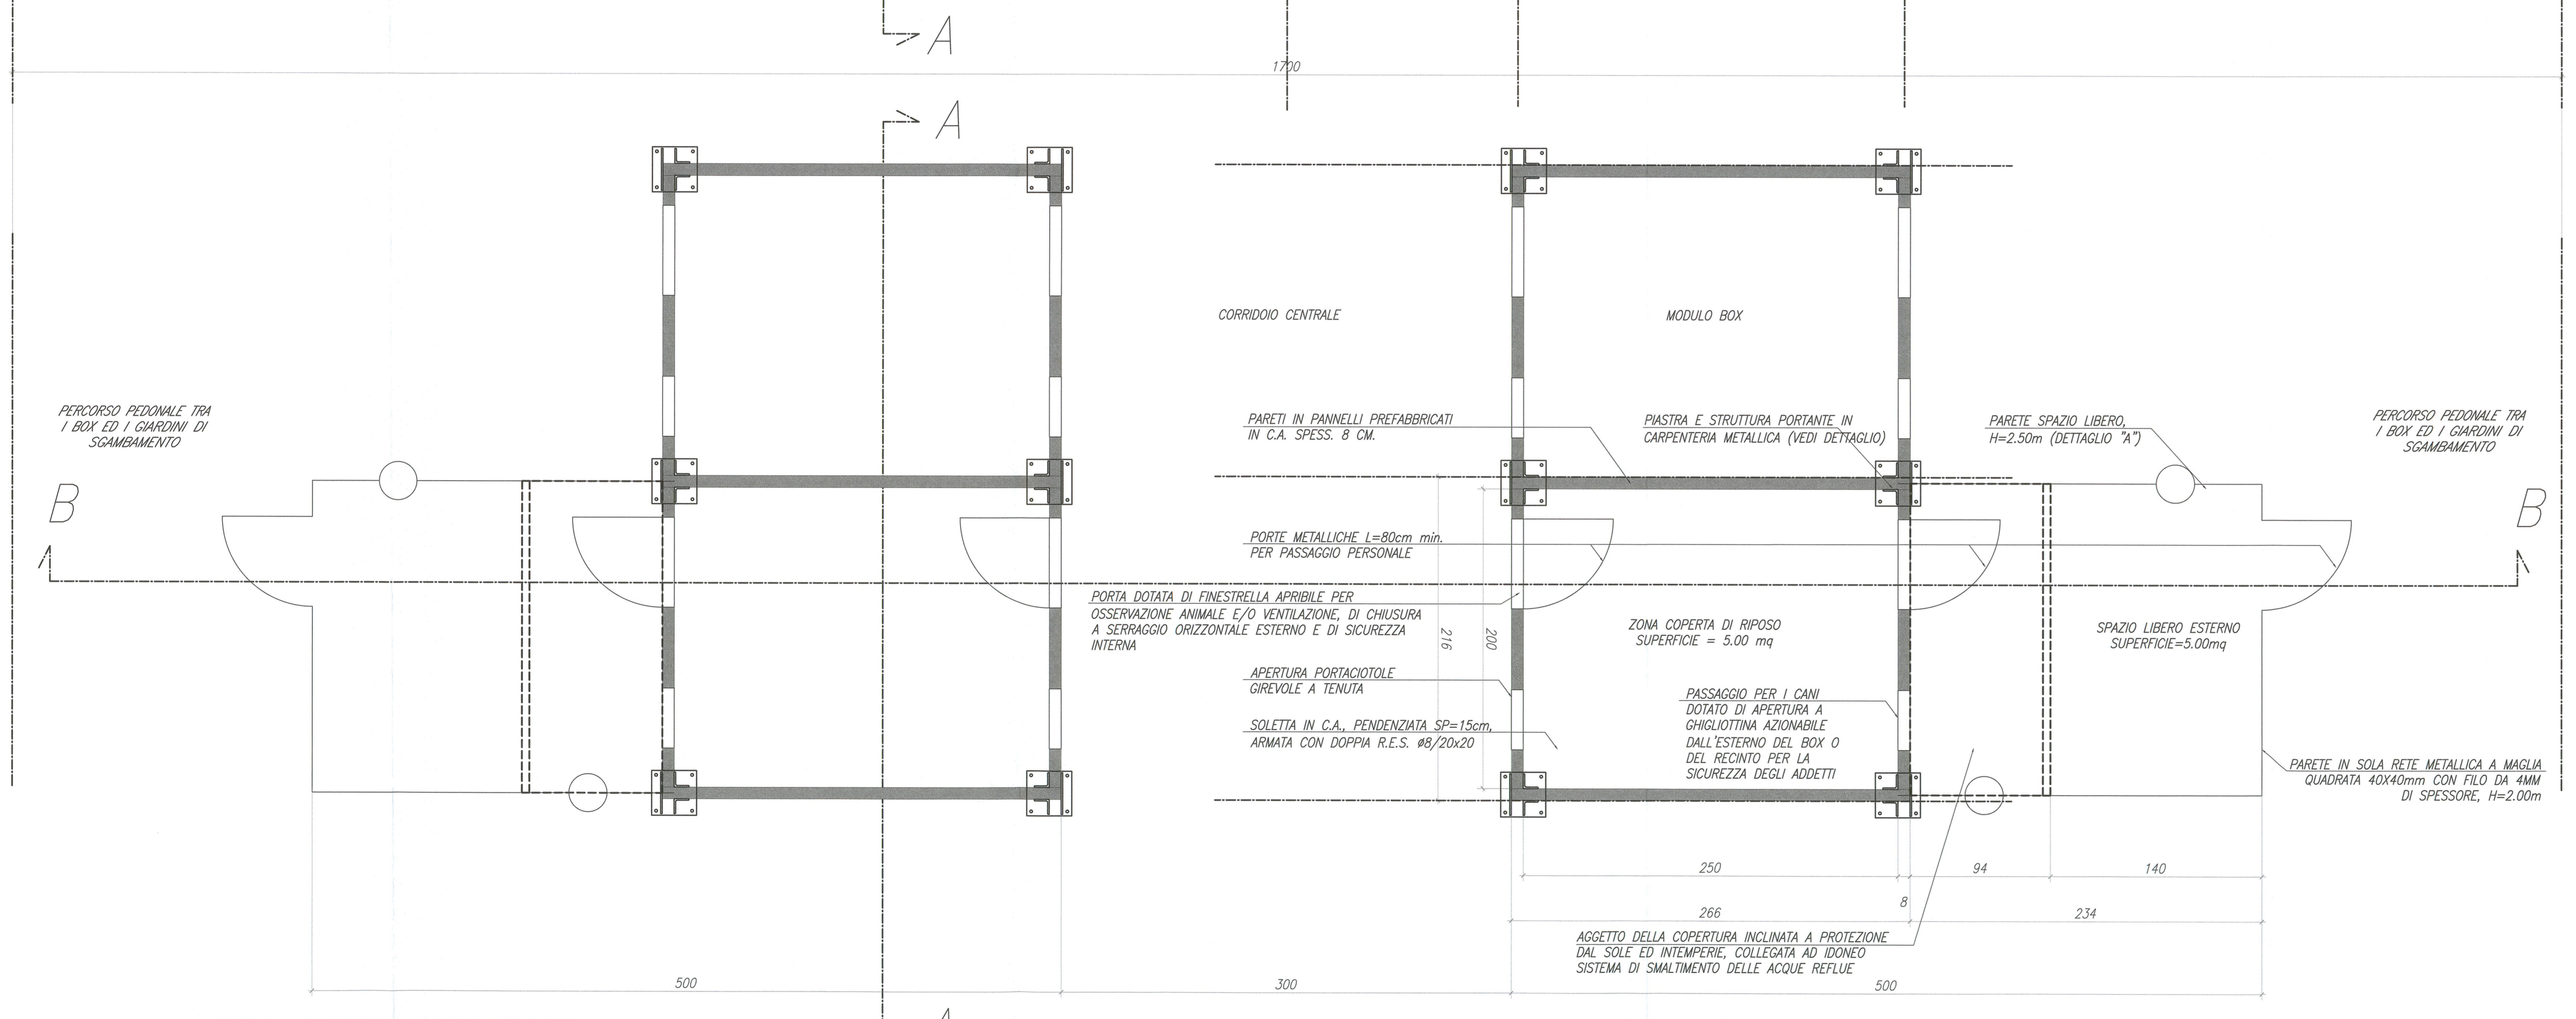 A
1700
A
CORRIDOIO CENTRALE
MODULO BOX
PERCORSO PEDONALE TRA
I BOX ED I GIARDINI DI
SGAMBAMENTO
PARETI IN PANNELLI PREFABBRICATI
IN C.A. SPESS. 8 CM.
PIASTRA E STRUTTURA PORTANTE IN
CARPENTERIA METALLICA (VEDI DETTAGLIO)
PARETE SPAZIO LIBERO,
H=2.50m (DETTAGLIO "A")
PERCORSO PEDONALE TRA
I BOX ED I GIARDINI DI
SGAMBAMENTO
B
B
PORTE METALLICHE L=80cm min.
PER PASSAGGIO PERSONALE
PORTA DOTATA DI FINESTRELLA APRIBILE PER
OSSERVAZIONE ANIMALE E/O VENTILAZIONE, DI CHIUSURA
A SERRAGGIO ORIZZONTALE ESTERNO E DI SICUREZZA
INTERNA
216
200
ZONA COPERTA DI RIPOSO
SUPERFICIE = 5.00 mq
SPAZIO LIBERO ESTERNO
SUPERFICIE=5.00mq
APERTURA PORTACIOTOLE
GIREVOLE A TENUTA
SOLETTA IN C.A., PENDENZIATA SP=15cm,
ARMATA CON DOPPIA R.E.S. ø8/20x20
PASSAGGIO PER I CANI
DOTATO DI APERTURA A
GHIGLIOTTINA AZIONABILE
DALL'ESTERNO DEL BOX O
DEL RECINTO PER LA
SICUREZZA DEGLI ADDETTI
PARETE IN SOLA RETE METALLICA A MAGLIA
QUADRATA 40X40mm CON FILO DA 4MM
DI SPESSORE, H=2.00m
250
94
140
8
266
234
AGGETTO DELLA COPERTURA INCLINATA A PROTEZIONE
DAL SOLE ED INTEMPERIE, COLLEGATA AD IDONEO
SISTEMA DI SMALTIMENTO DELLE ACQUE REFLUE
500
300
500